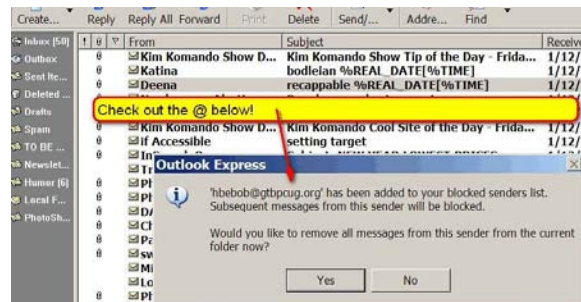 Create... Reply Reply All Forward Print Delete Send/... Addre... Find
Inbox (50) ! From Subject Receive
Outbox Kim Komando Show D... Kim Komando Show Tip of the Day - Frida... 1/12/
Sent Ite... Katina bodleian %REAL_DATE[%TIME] 1/12/
Deleted ... Deena recappable %REAL_DATE[%TIME] 1/12/
Drafts
Check out the @ below!
Spam Kim Komando Show D... Kim Komando Cool Site of the Day - Frida... 1/12/
TO BE ... if Accessible setting target 1/12/
Newslet...
Outlook Express
Humor (6)
Local F...
PhotoSh...
'hbebob@gtbpcug.org' has been added to your blocked senders list.
Subsequent messages from this sender will be blocked.
Would you like to remove all messages from this sender from the current
folder now?
Yes No